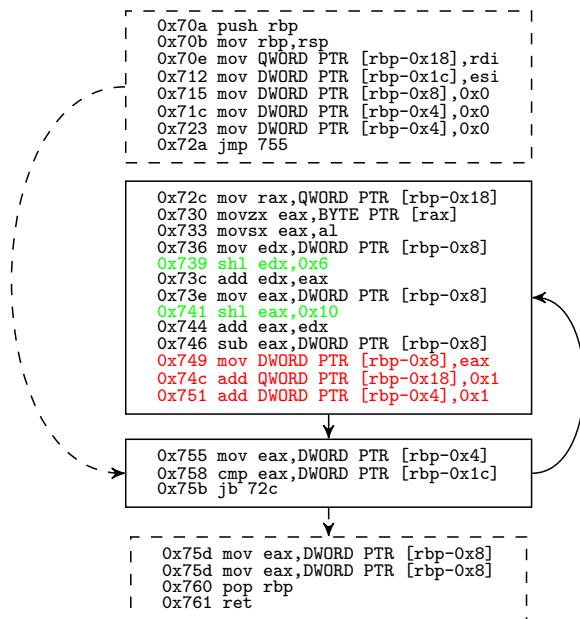 0x70a push rbp
0x70b mov rbp,rsp
0x70e mov QWORD PTR [rbp-0x18],rdi
0x712 mov DWORD PTR [rbp-0x1c],esi
0x715 mov DWORD PTR [rbp-0x8],0x0
0x71c mov DWORD PTR [rbp-0x4],0x0
0x723 mov DWORD PTR [rbp-0x4],0x0
0x72a jmp 755
0x72c mov rax,QWORD PTR [rbp-0x18]
0x730 movzx eax,BYTE PTR [rax]
0x733 movsx eax,al
0x736 mov edx,DWORD PTR [rbp-0x8]
0x739 shl edx,0x6
0x73c add edx,eax
0x73e mov eax,DWORD PTR [rbp-0x8]
0x741 shl eax,0x10
0x744 add eax,edx
0x746 sub eax,DWORD PTR [rbp-0x8]
0x749 mov DWORD PTR [rbp-0x8],eax
0x74c add QWORD PTR [rbp-0x18],0x1
0x751 add DWORD PTR [rbp-0x4],0x1
0x755 mov eax,DWORD PTR [rbp-0x4]
0x758 cmp eax,DWORD PTR [rbp-0x1c]
0x75b jb 72c
0x75d mov eax,DWORD PTR [rbp-0x8]
0x75d mov eax,DWORD PTR [rbp-0x8]
0x760 pop rbp
0x761 ret